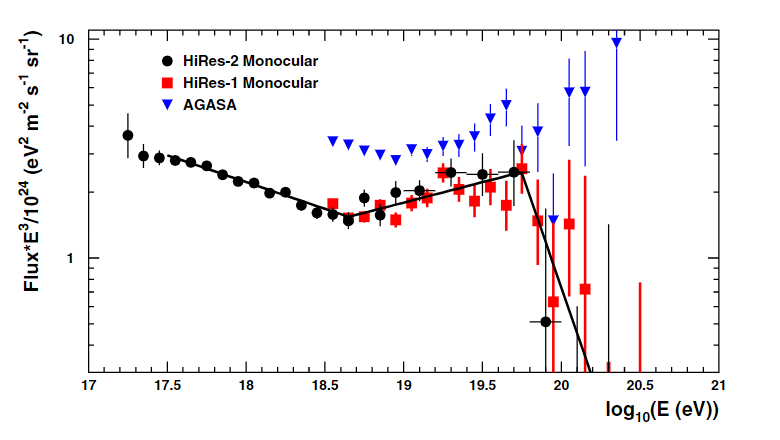 Flux*E³/10²⁴ (eV² m⁻² s⁻¹ sr⁻¹)
10
1
HiRes-2 Monocular
HiRes-1 Monocular
AGASA
17 17.5 18 18.5 19 19.5 20 20.5 21
log₁₀(E (eV))